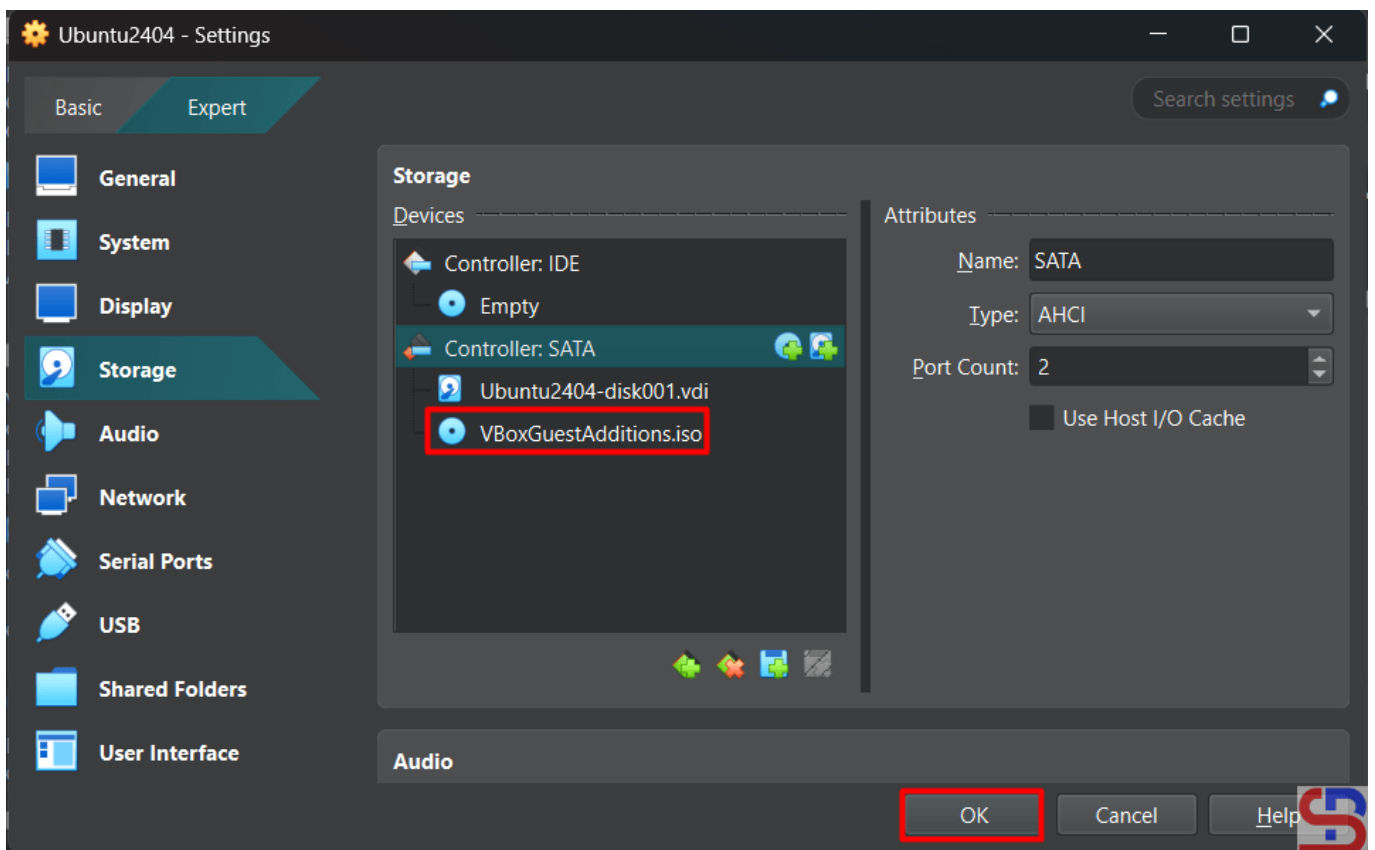 Ubuntu2404 - Settings
Basic
Expert
Search settings
General
System
Display
Storage
Audio
Network
Serial Ports
USB
Shared Folders
User Interface
Storage
Devices
Controller: IDE
Empty
Controller: SATA
Ubuntu2404-disk001.vdi
VBoxGuestAdditions.iso
Attributes
Name: SATA
Type: AHCI
Port Count: 2
Use Host I/O Cache
Audio
OK
Cancel
Help